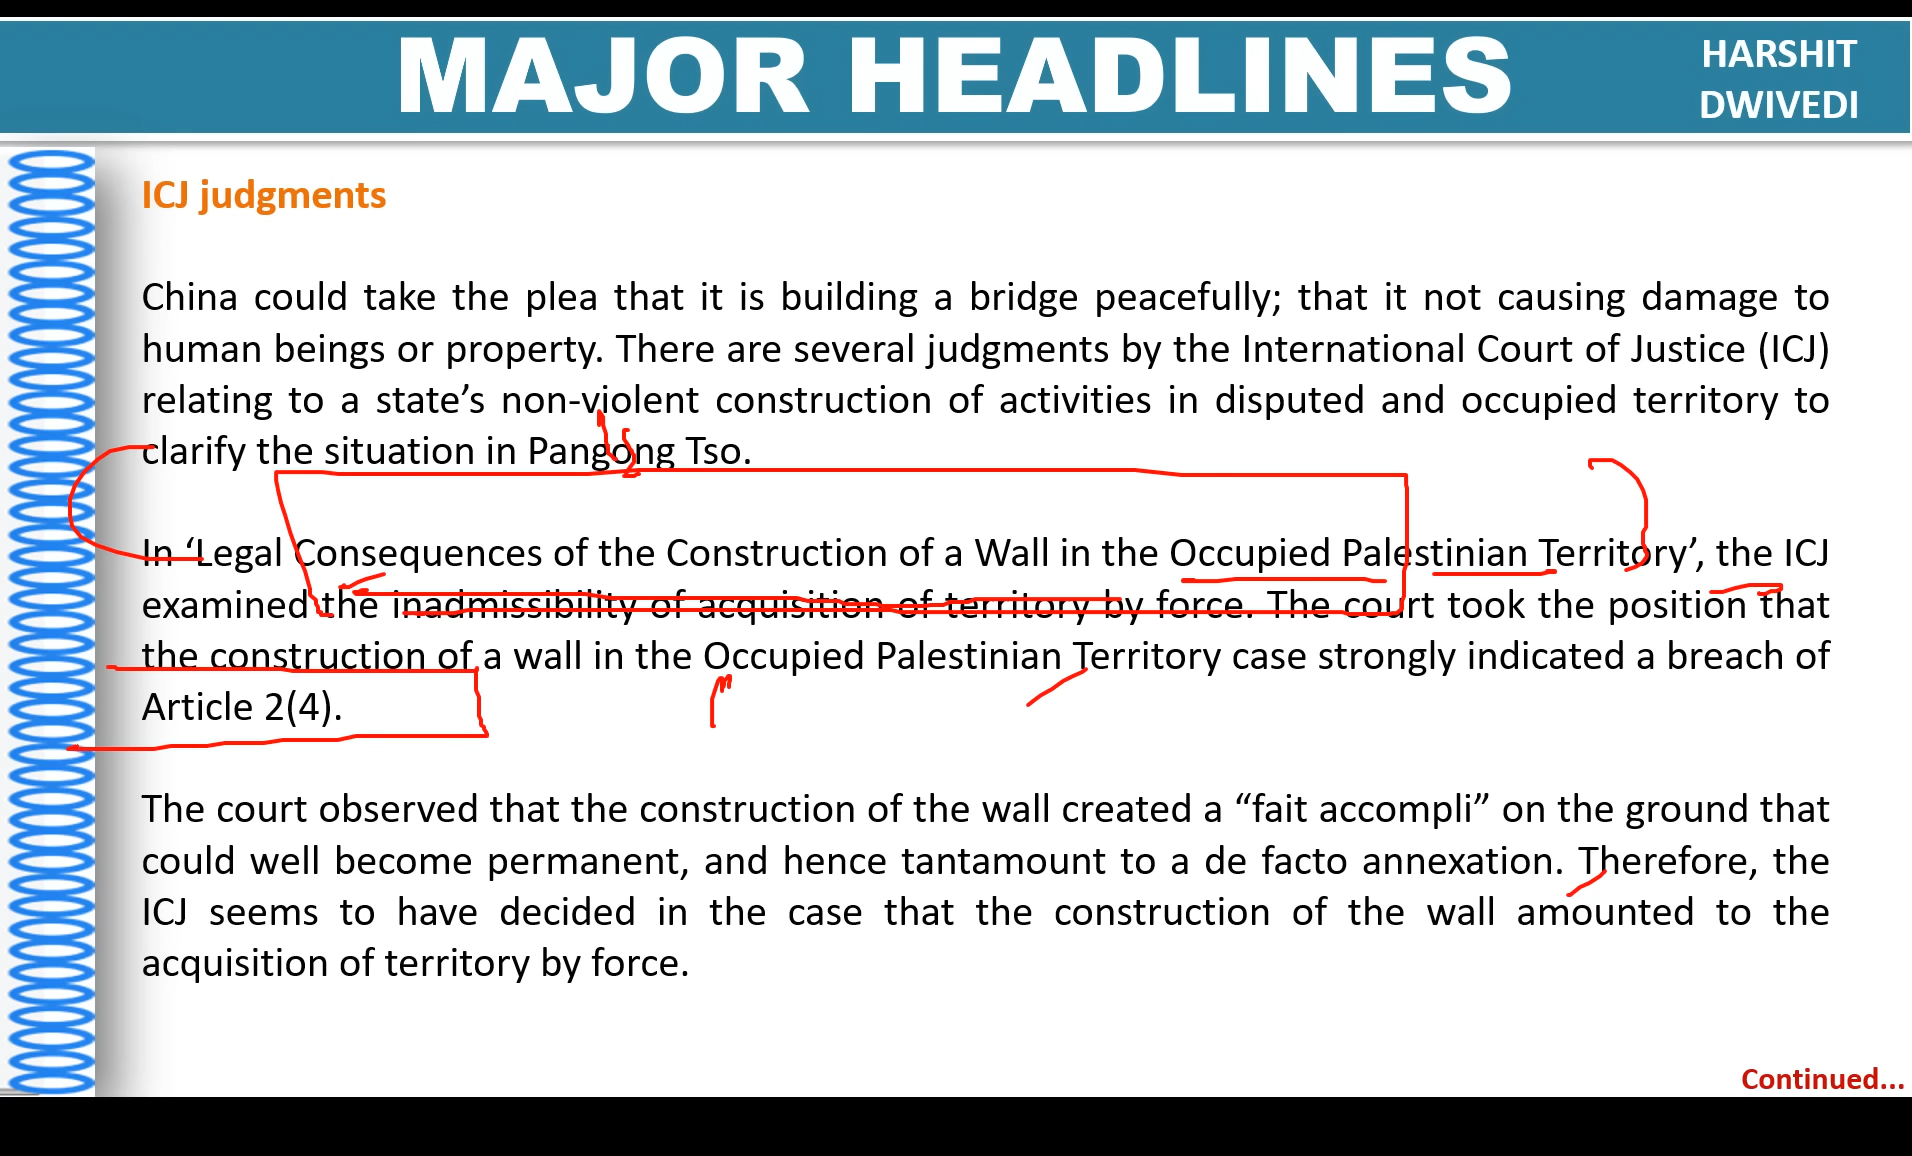 MAJOR HEADLINES
HARSHIT
DWIVEDI
ICJ judgments
China could take the plea that it is building a bridge peacefully; that it not causing damage to
human beings or property. There are several judgments by the International Court of Justice (ICJ)
relating to a state’s non-violent construction of activities in disputed and occupied territory to
clarify the situation in Pangong Tso.
In ‘Legal Consequences of the Construction of a Wall in the Occupied Palestinian Territory’, the ICJ
examined the inadmissibility of acquisition of territory by force. The court took the position that
the construction of a wall in the Occupied Palestinian Territory case strongly indicated a breach of
Article 2(4).
The court observed that the construction of the wall created a “fait accompli” on the ground that
could well become permanent, and hence tantamount to a de facto annexation. Therefore, the
ICJ seems to have decided in the case that the construction of the wall amounted to the
acquisition of territory by force.
Continued...